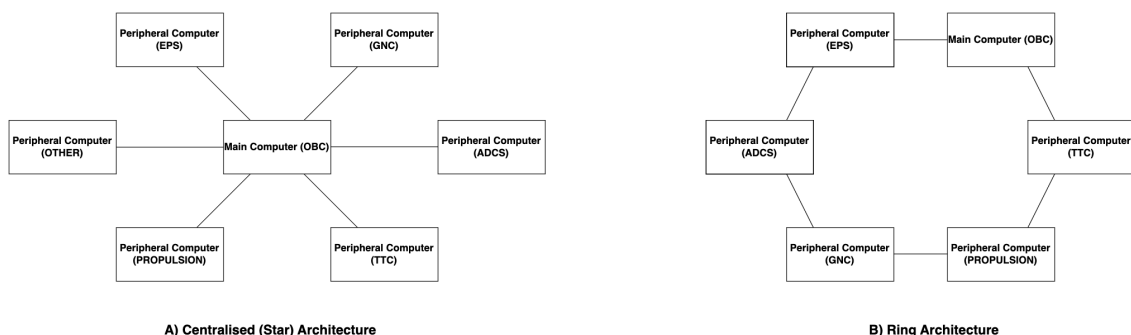 Peripheral Computer
(EPS)
Peripheral Computer
(GNC)
Peripheral Computer
(OTHER)
Main Computer (OBC)
Peripheral Computer
(ADCS)
Peripheral Computer
(PROPULSION)
Peripheral Computer
(TTC)
A) Centralised (Star) Architecture
Peripheral Computer
(EPS)
Main Computer (OBC)
Peripheral Computer
(ADCS)
Peripheral Computer
(TTC)
Peripheral Computer
(GNC)
Peripheral Computer
(PROPULSION)
B) Ring Architecture